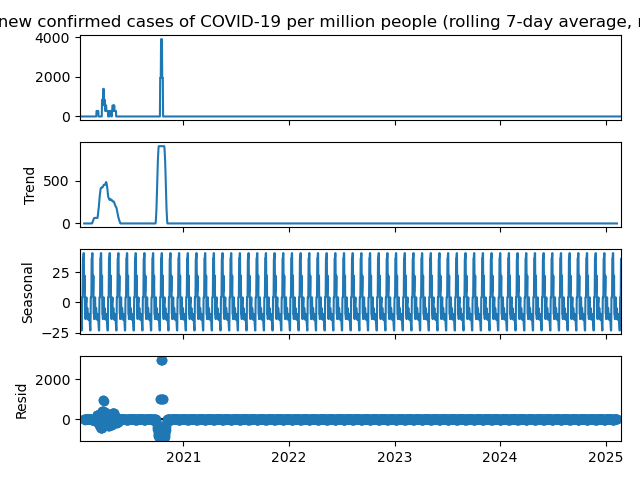 new confirmed cases of COVID-19 per million people (rolling 7-day average,
4000
2000
0
Trend
500
0
Seasonal
25
0
−25
Resid
2000
0
2021 2022 2023 2024 2025